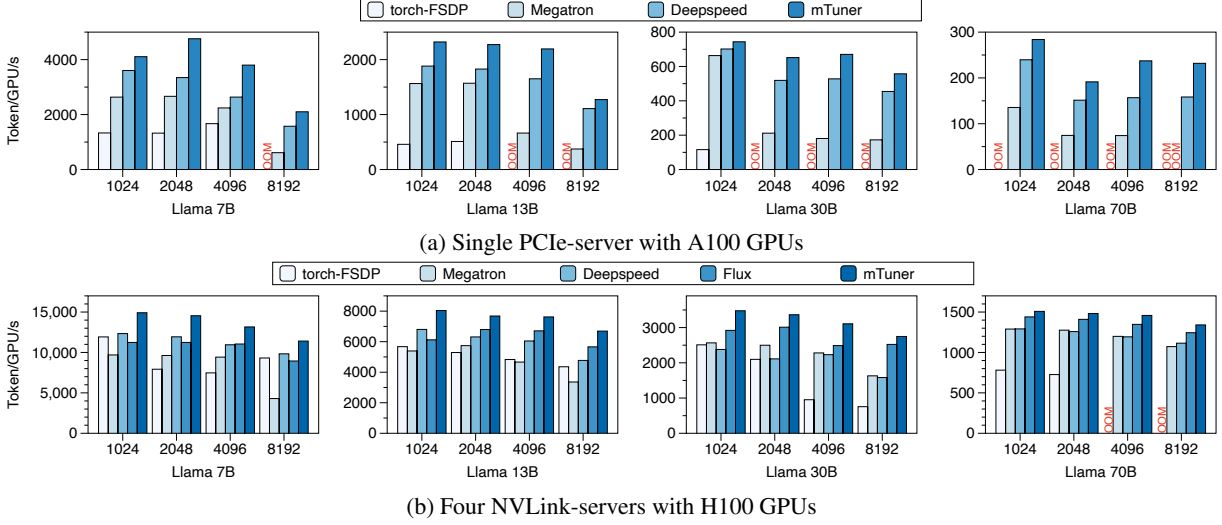 torch-FSDP Megatron Deepspeed mTuner
Token/GPU/s
4000
2000
0
OOM
1024 2048 4096 8192
Llama 7B
2000
1000
0
OOM OOM
1024 2048 4096 8192
Llama 13B
800
600
400
200
0
OOM OOM OOM
1024 2048 4096 8192
Llama 30B
300
200
100
0
OOM OOM OOM OOM OOM
1024 2048 4096 8192
Llama 70B
(a) Single PCIe-server with A100 GPUs
torch-FSDP Megatron Deepspeed Flux mTuner
Token/GPU/s
15,000
10,000
5,000
0
1024 2048 4096 8192
Llama 7B
8000
6000
4000
2000
0
1024 2048 4096 8192
Llama 13B
3000
2000
1000
0
1024 2048 4096 8192
Llama 30B
1500
1000
500
0
OOM OOM
1024 2048 4096 8192
Llama 70B
(b) Four NVLink-servers with H100 GPUs